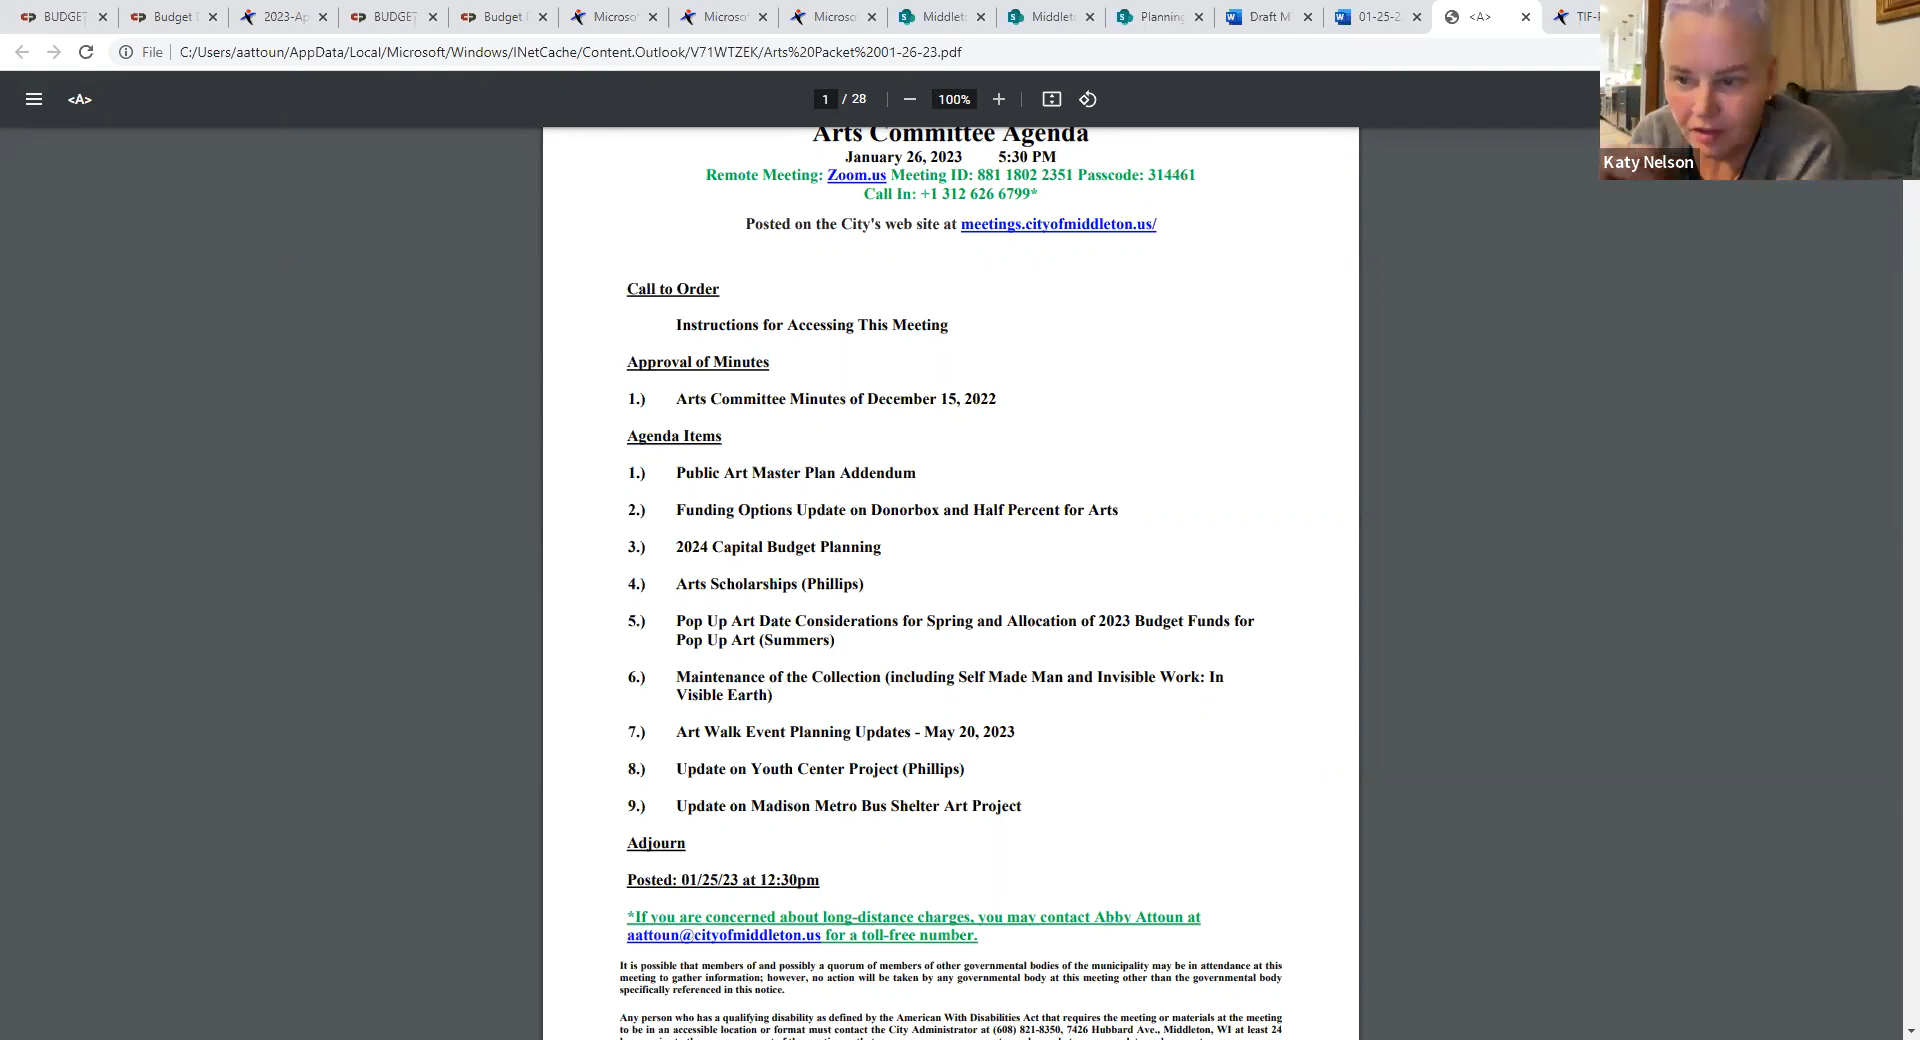 BUDGET Budget D 2023-Ap BUDGET Budget D Microso Microso Microso Middlet Middlet Planning Draft M 01-25-2 <A> TIF-
File C:/Users/aattoun/AppData/Local/Microsoft/Windows/INetCache/Content.Outlook/V71WTZEK/Arts%20Packet%2001-26-23.pdf
<A> 1 / 28 — 100% +
Arts Committee Agenda
January 26, 2023 5:30 PM
Remote Meeting: Zoom.us Meeting ID: 881 1802 2351 Passcode: 314461
Call In: +1 312 626 6799*
Katy Nelson
Posted on the City's web site at meetings.cityofmiddleton.us/
Call to Order
Instructions for Accessing This Meeting
Approval of Minutes
1.) Arts Committee Minutes of December 15, 2022
Agenda Items
1.) Public Art Master Plan Addendum
2.) Funding Options Update on Donorbox and Half Percent for Arts
3.) 2024 Capital Budget Planning
4.) Arts Scholarships (Phillips)
5.) Pop Up Art Date Considerations for Spring and Allocation of 2023 Budget Funds for
Pop Up Art (Summers)
6.) Maintenance of the Collection (including Self Made Man and Invisible Work: In
Visible Earth)
7.) Art Walk Event Planning Updates - May 20, 2023
8.) Update on Youth Center Project (Phillips)
9.) Update on Madison Metro Bus Shelter Art Project
Adjourn
Posted: 01/25/23 at 12:30pm
*If you are concerned about long-distance charges, you may contact Abby Attoun at
aattoun@cityofmiddleton.us for a toll-free number.
It is possible that members of and possibly a quorum of members of other governmental bodies of the municipality may be in attendance at this
meeting to gather information; however, no action will be taken by any governmental body at this meeting other than the governmental body
specifically referenced in this notice.
Any person who has a qualifying disability as defined by the American With Disabilities Act that requires the meeting or materials at the meeting
to be in an accessible location or format must contact the City Administrator at (608) 821-8350, 7426 Hubbard Ave., Middleton, WI at least 24